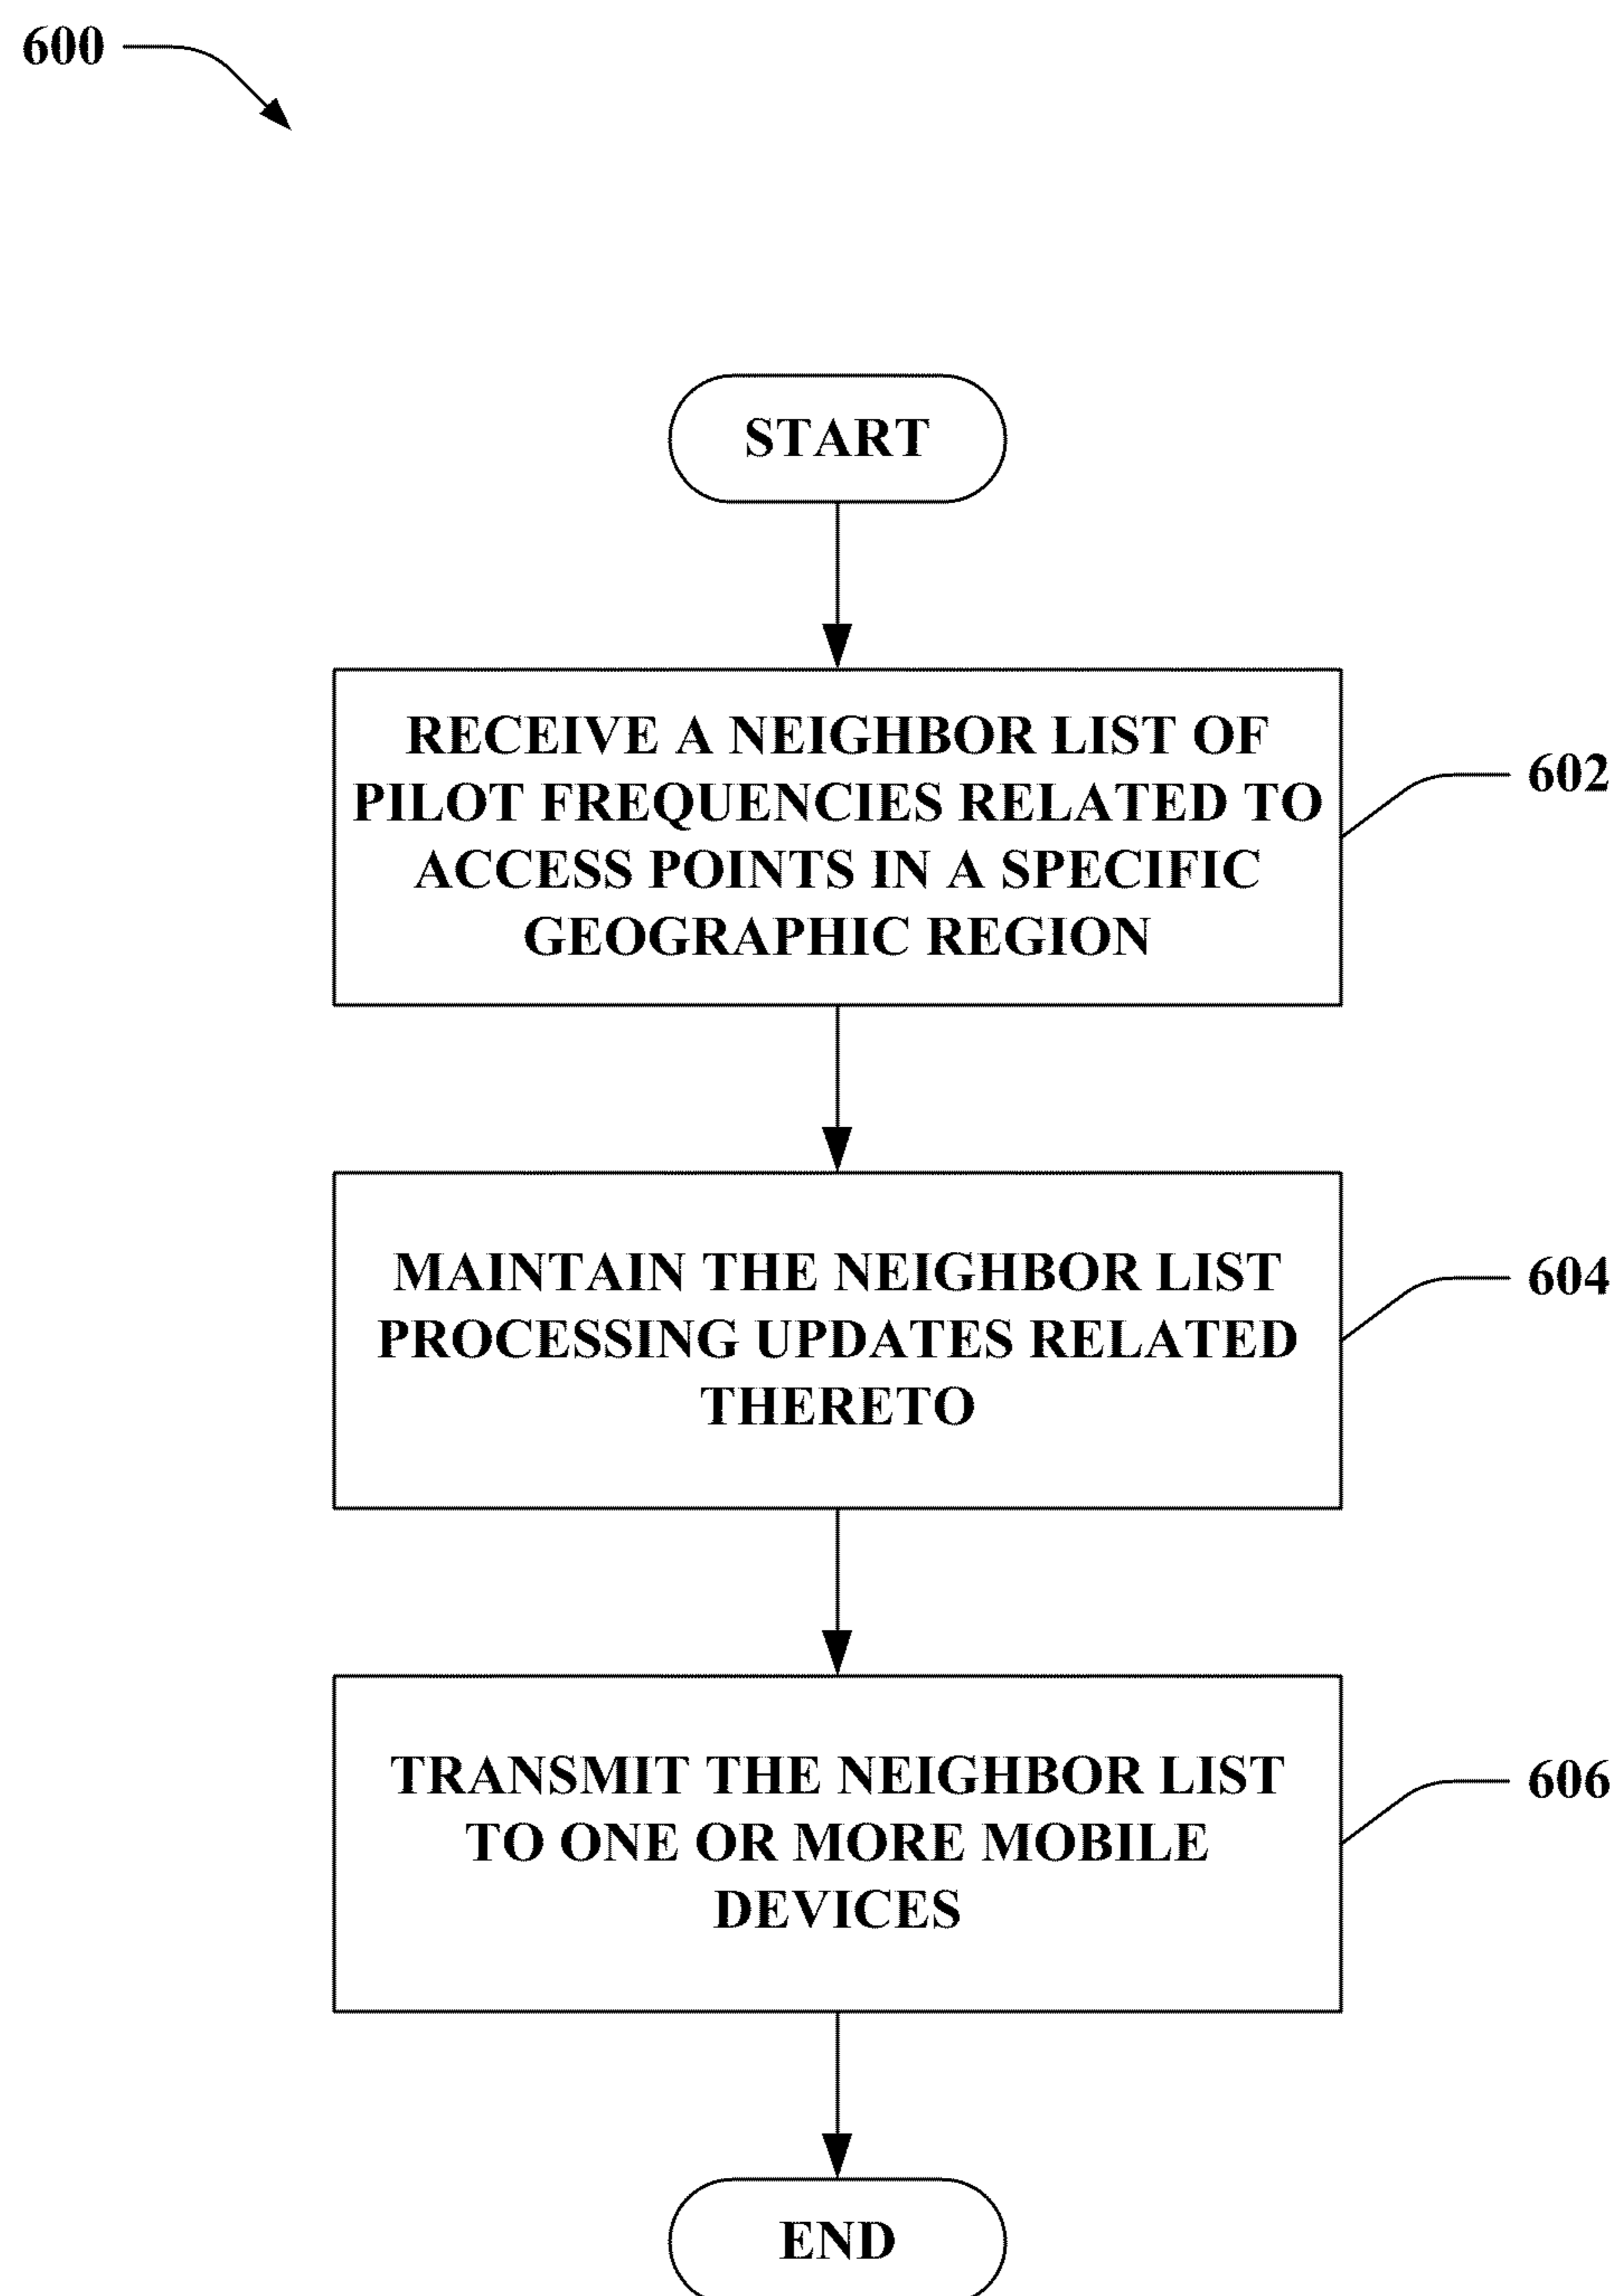 600
START
RECEIVE A NEIGHBOR LIST OF
PILOT FREQUENCIES RELATED TO
ACCESS POINTS IN A SPECIFIC
GEOGRAPHIC REGION
602
MAINTAIN THE NEIGHBOR LIST
PROCESSING UPDATES RELATED
THERETO
604
TRANSMIT THE NEIGHBOR LIST
TO ONE OR MORE MOBILE
DEVICES
606
END